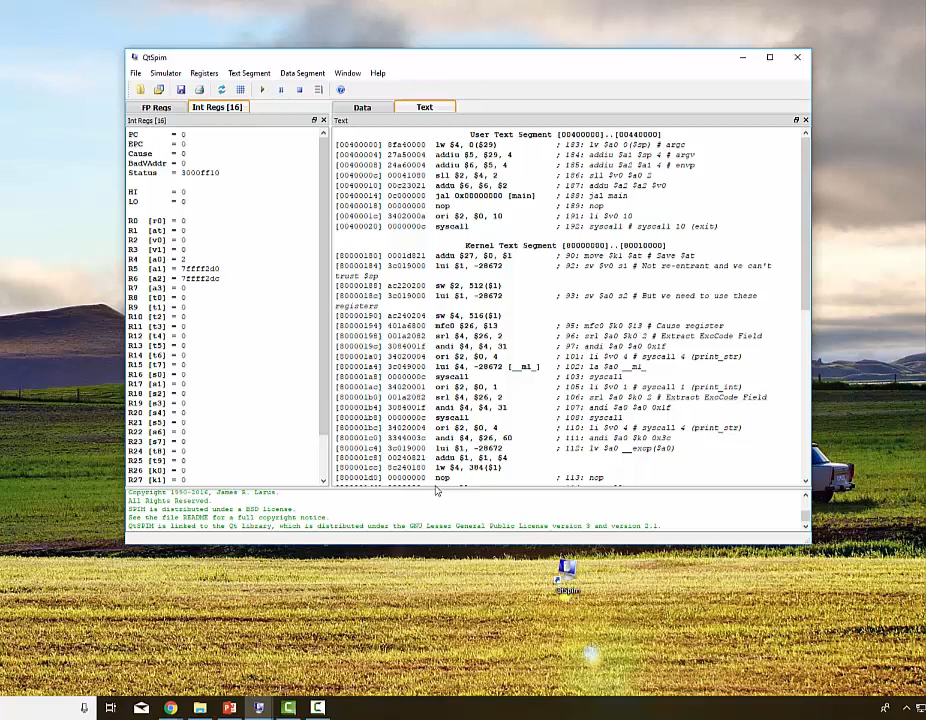 QtSpim
File Simulator Registers Text Segment Data Segment Window Help
FP Regs Int Regs [16] Data Text
Int Regs [16] Text
PC = 0
EPC = 0
Cause = 0
BadVAddr = 0
Status = 3000ff10
HI = 0
LO = 0
R0 [r0] = 0
R1 [at] = 0
R2 [v0] = 0
R3 [v1] = 0
R4 [a0] = 2
R5 [a1] = 7ffff2d0
R6 [a2] = 7ffff2dc
R7 [a3] = 0
R8 [t0] = 0
R9 [t1] = 0
R10 [t2] = 0
R11 [t3] = 0
R12 [t4] = 0
R13 [t5] = 0
R14 [t6] = 0
R15 [t7] = 0
R16 [s0] = 0
R17 [s1] = 0
R18 [s2] = 0
R19 [s3] = 0
R20 [s4] = 0
R21 [s5] = 0
R22 [s6] = 0
R23 [s7] = 0
R24 [t8] = 0
R25 [t9] = 0
R26 [k0] = 0
R27 [k1] = 0
User Text Segment [00400000]..[00440000]
[00400000] 8fa40000 lw $4, 0($29) ; 183: lw $a0 0($sp) # argc
[00400004] 27a50004 addiu $5, $29, 4 ; 184: addiu $a1 $sp 4 # argv
[00400008] 24a60004 addiu $6, $5, 4 ; 185: addiu $a2 $a1 4 # envp
[0040000c] 00041080 sll $2, $4, 2 ; 186: sll $v0 $a0 2
[00400010] 00c23021 addu $6, $6, $2 ; 187: addu $a2 $a2 $v0
[00400014] 0c000000 jal 0x00000000 [main] ; 188: jal main
[00400018] 00000000 nop ; 189: nop
[0040001c] 3402000a ori $2, $0, 10 ; 191: li $v0 10
[00400020] 0000000c syscall ; 192: syscall # syscall 10 (exit)
Kernel Text Segment [80000000]..[80010000]
[80000180] 0001d821 addu $27, $0, $1 ; 90: move $k1 $at # Save $at
[80000184] 3c019000 lui $1, -28672 ; 92: sw $v0 s1 # Not re-entrant and we can't
trust $sp
[80000188] ac220200 sw $2, 512($1)
[8000018c] 3c019000 lui $1, -28672 ; 93: sw $a0 s2 # But we need to use these
registers
[80000190] ac240204 sw $4, 516($1)
[80000194] 401a6800 mfc0 $26, $13 ; 95: mfc0 $k0 $13 # Cause register
[80000198] 001a2082 srl $4, $26, 2 ; 96: srl $a0 $k0 2 # Extract ExcCode Field
[8000019c] 3084001f andi $4, $4, 31 ; 97: andi $a0 $a0 0x1f
[800001a0] 34020004 ori $2, $0, 4 ; 101: li $v0 4 # syscall 4 (print_str)
[800001a4] 3c049000 lui $4, -28672 [__m1_] ; 102: la $a0 __m1_
[800001a8] 0000000c syscall ; 103: syscall
[800001ac] 34020001 ori $2, $0, 1 ; 105: li $v0 1 # syscall 1 (print_int)
[800001b0] 001a2082 srl $4, $26, 2 ; 106: srl $a0 $k0 2 # Extract ExcCode Field
[800001b4] 3084001f andi $4, $4, 31 ; 107: andi $a0 $a0 0x1f
[800001b8] 0000000c syscall ; 108: syscall
[800001bc] 34020004 ori $2, $0, 4 ; 110: li $v0 4 # syscall 4 (print_str)
[800001c0] 3344003c andi $4, $26, 60 ; 111: andi $a0 $k0 0x3c
[800001c4] 3c019000 lui $1, -28672 ; 112: lw $a0 __excp($a0)
[800001c8] 00240821 addu $1, $1, $4
[800001cc] 8c240180 lw $4, 384($1)
[800001d0] 00000000 nop ; 113: nop
Copyright 1990-2016, James R. Larus.
All Rights Reserved.
SPIM is distributed under a BSD license.
See the file README for a full copyright notice.
QtSPIM is linked to the Qt library, which is distributed under the GNU Lesser General Public License version 3 and version 2.1.
QtSpim